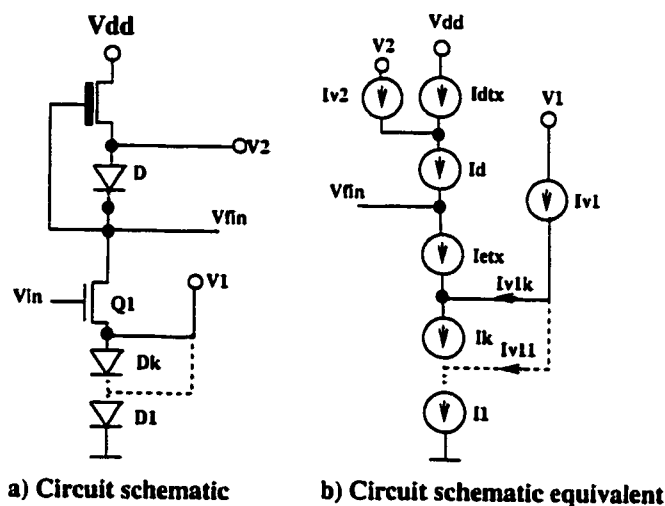 Vdd
V2
D
Vfin
V1
Vin
Q1
Dk
D1
a) Circuit schematic
V2
Vdd
Iv2
Idtx
V1
Id
Vfin
Iv1
Ietx
Iv1k
Ik
Iv11
I1
b) Circuit schematic equivalent